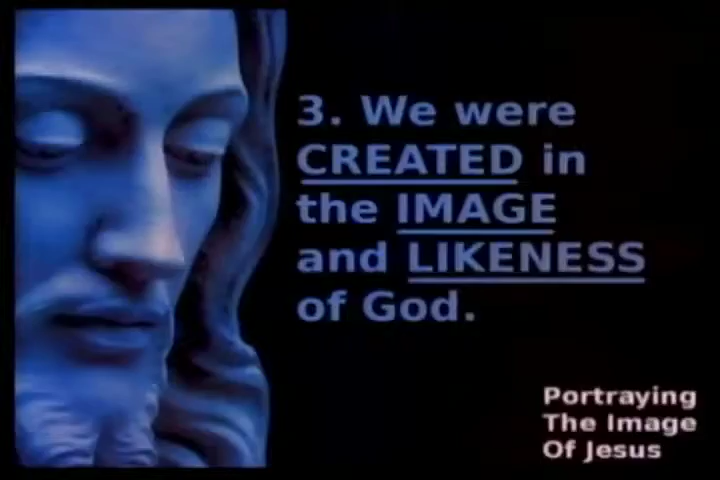 3. We were
CREATED in
the IMAGE
and LIKENESS
of God.
Portraying
The Image
Of Jesus